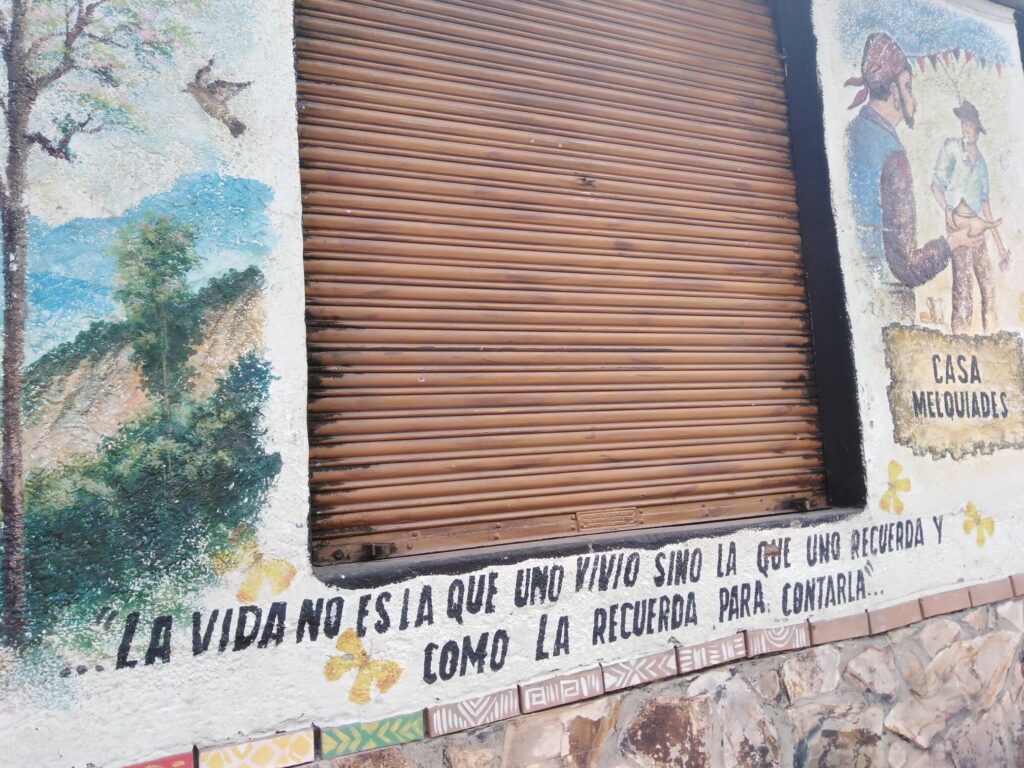 CASA
MELQUIADES
..."LA VIDA NO ES LA QUE UNO VIVIO SINO LA QUE UNO RECUERDA Y
COMO LA RECUERDA PARA CONTARLA"...